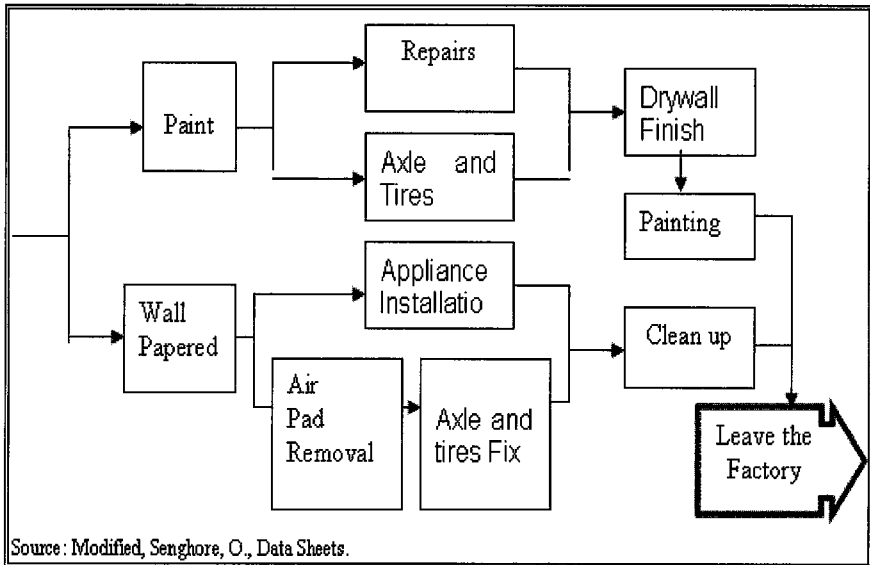 Repairs
Paint
Drywall
Finish
Axle and
Tires
Painting
Appliance
Installatio
Wall
Papered
Clean up
Air
Pad
Removal
Axle and
tires Fix
Leave the
Factory
Source: Modified, Senghore, O., Data Sheets.